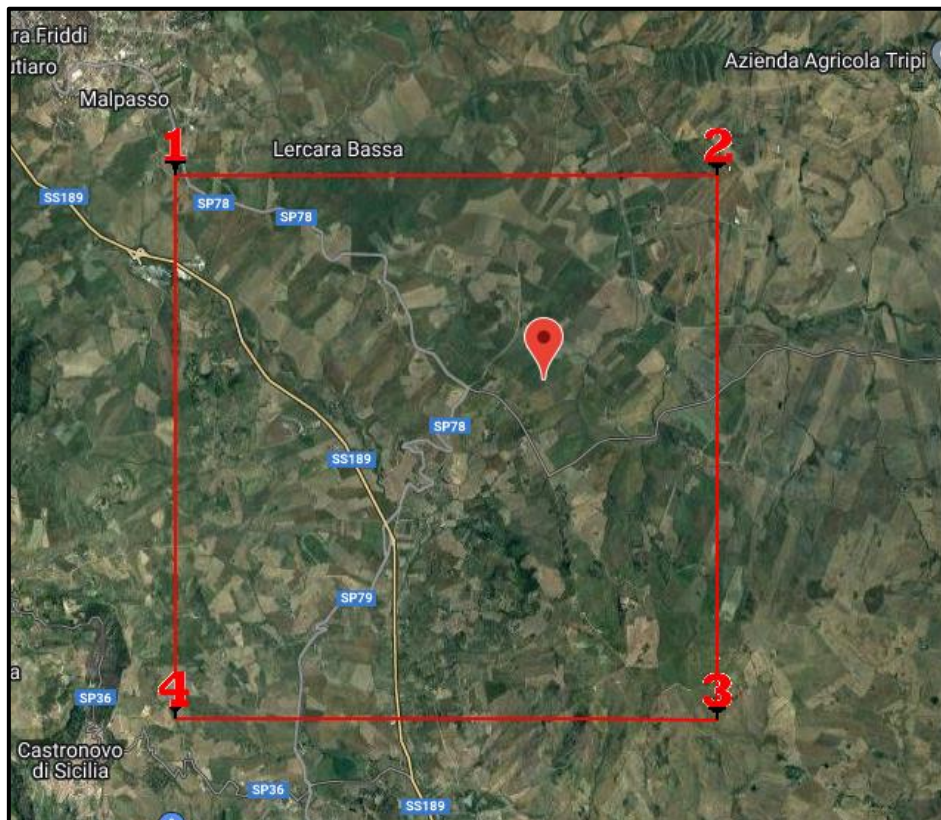 ra Friddi
utiaro
Azienda Agricola Tripi
Malpasso
1
2
Lercara Bassa
SS189
SP78
SP78
SP78
SS189
SP79
4
3
a
SP36
Castronovo
di Sicilia
SP36
SS189